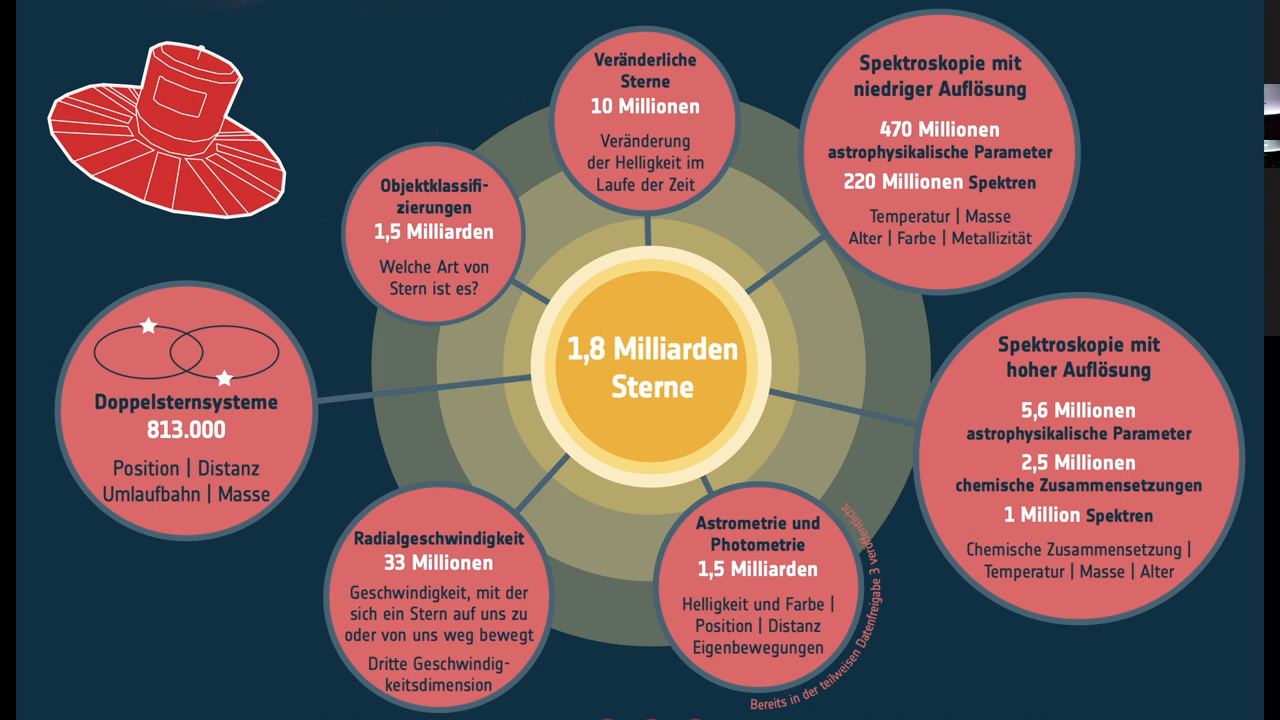 Veränderliche
Sterne
10 Millionen
Veränderung
der Helligkeit im
Laufe der Zeit
Spektroskopie mit
niedriger Auflösung
470 Millionen
astrophysikalische Parameter
220 Millionen Spektren
Temperatur | Masse
Alter | Farbe | Metallizität
Objektklassifi-
zierungen
1,5 Milliarden
Welche Art von
Stern ist es?
1,8 Milliarden
Sterne
Doppelsternsysteme
813.000
Position | Distanz
Umlaufbahn | Masse
Spektroskopie mit
hoher Auflösung
5,6 Millionen
astrophysikalische Parameter
2,5 Millionen
chemische Zusammensetzungen
1 Million Spektren
Chemische Zusammensetzung |
Temperatur | Masse | Alter
Radialgeschwindigkeit
33 Millionen
Geschwindigkeit, mit der
sich ein Stern auf uns zu
oder von uns weg bewegt
Dritte Geschwindig-
keitsdimension
Astrometrie und
Photometrie
1,5 Milliarden
Helligkeit und Farbe |
Position | Distanz
Eigenbewegungen
Bereits in der teilweisen Datenfreigabe 3 veröffentlicht